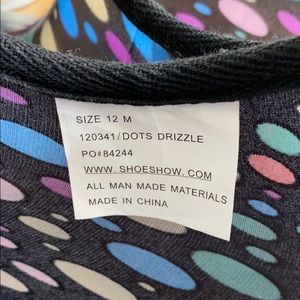 SIZE 12 M
120341/DOTS DRIZZLE
PO#84244
WWW.SHOESHOW.COM
ALL MAN MADE MATERIALS
MADE IN CHINA